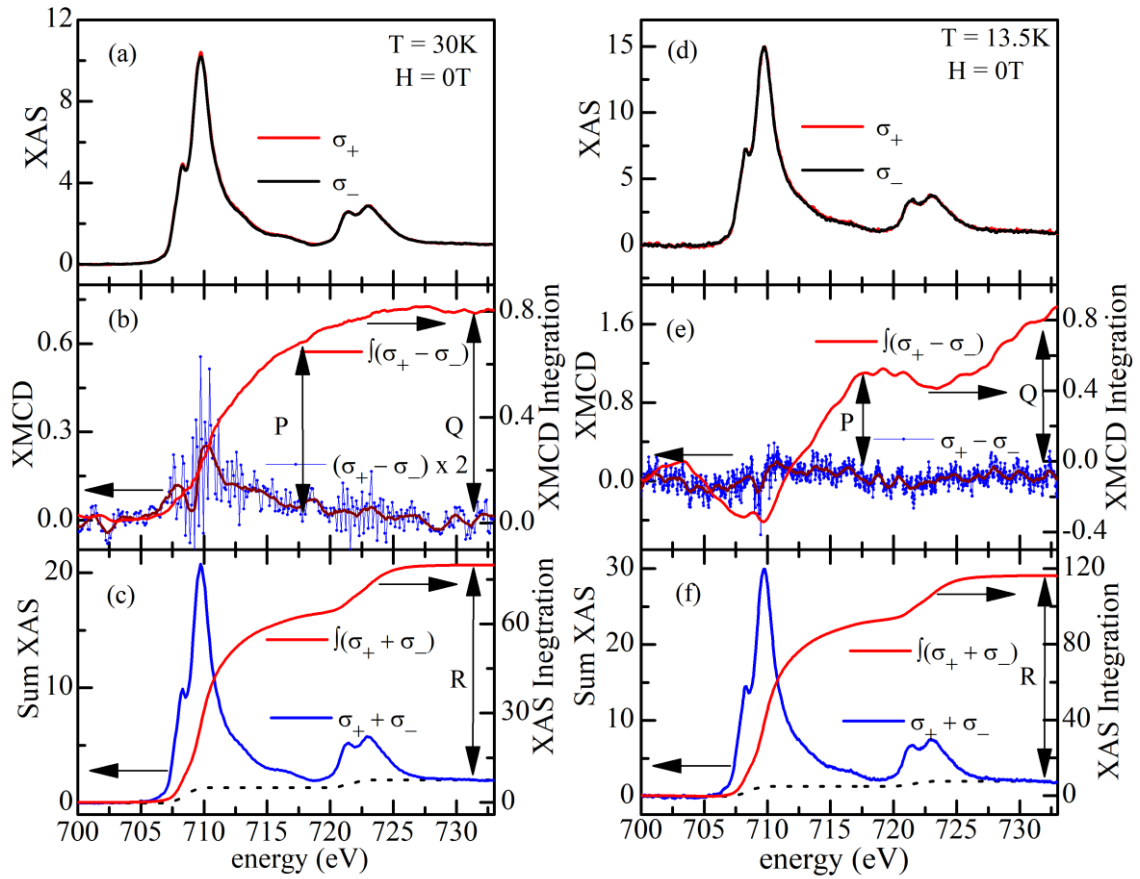 (a)
T = 30K
H = 0T
XAS
12
8
4
0
σ+
σ−
(b)
XMCD
0.6
0.3
0.0
∫(σ+ − σ−)
P
Q
(σ+ − σ−) x 2
0.8
0.4
0.0
XMCD Integration
(c)
Sum XAS
20
10
0
∫(σ+ + σ−)
R
σ+ + σ−
60
30
0
XAS Inegtration
700 705 710 715 720 725 730
energy (eV)
(d)
T = 13.5K
H = 0T
XAS
15
10
5
0
σ+
σ−
(e)
XMCD
1.6
0.8
0.0
∫(σ+ − σ−)
P
Q
σ+ − σ−
0.8
0.4
0.0
−0.4
XMCD Integration
(f)
Sum XAS
30
20
10
0
∫(σ+ + σ−)
R
σ+ + σ−
120
80
40
0
XAS Integration
700 705 710 715 720 725 730
energy (eV)